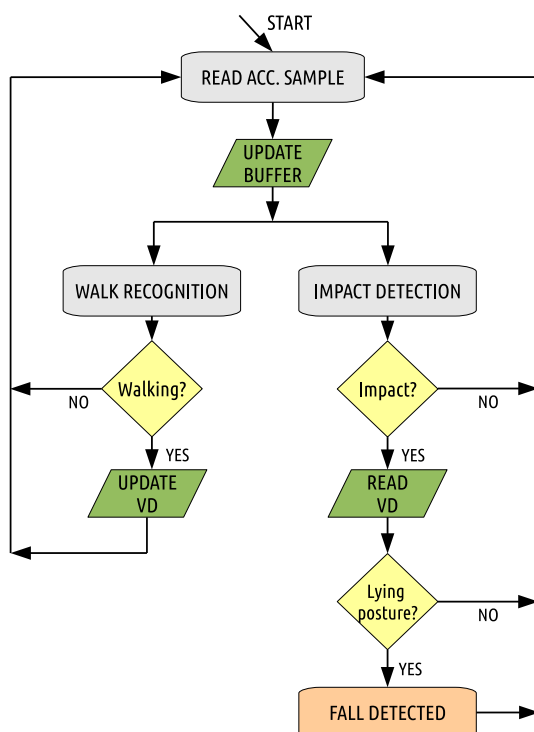 START
READ ACC. SAMPLE
UPDATE
BUFFER
WALK RECOGNITION
IMPACT DETECTION
Walking?
NO
YES
UPDATE
VD
Impact?
NO
YES
READ
VD
Lying
posture?
NO
YES
FALL DETECTED